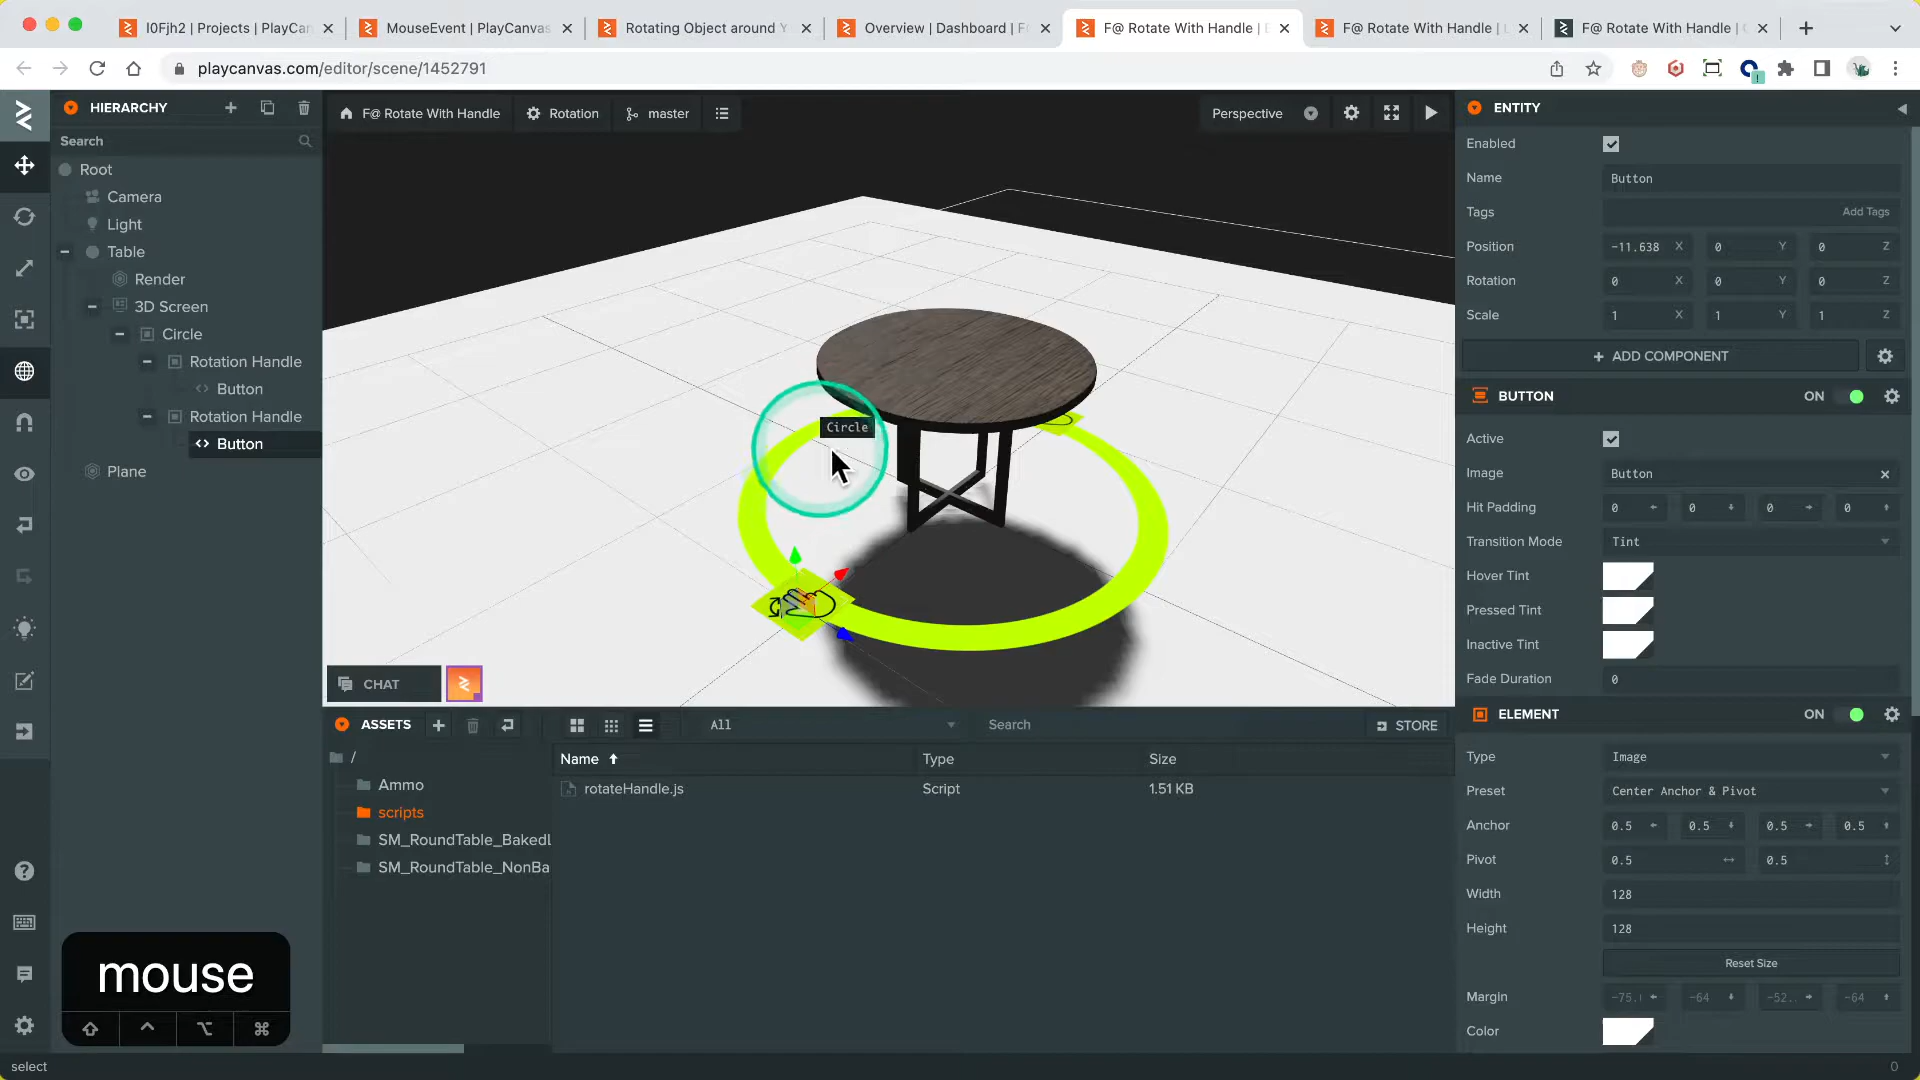 I0Fjh2 | Projects | PlayCan
MouseEvent | PlayCanvas
Rotating Object around Y
Overview | Dashboard | F
F@ Rotate With Handle |
F@ Rotate With Handle |
F@ Rotate With Handle |
playcanvas.com/editor/scene/1452791
HIERARCHY
Search
Root
Camera
Light
Table
Render
3D Screen
Circle
Rotation Handle
Button
Rotation Handle
Button
Plane
F@ Rotate With Handle
Rotation
master
Perspective
Circle
CHAT
ENTITY
Enabled
Name Button
Tags Add Tags
Position -11.638 X 0 Y 0 Z
Rotation 0 X 0 Y 0 Z
Scale 1 X 1 Y 1 Z
+ ADD COMPONENT
BUTTON ON
Active
Image Button
Hit Padding 0 0 0 0
Transition Mode Tint
Hover Tint
Pressed Tint
Inactive Tint
Fade Duration 0
ELEMENT ON
Type Image
Preset Center Anchor & Pivot
Anchor 0.5 0.5 0.5 0.5
Pivot 0.5 0.5
Width 128
Height 128
Reset Size
Margin -64 -64
Color
ASSETS
All
Search
STORE
/
Ammo
scripts
SM_RoundTable_BakedL
SM_RoundTable_NonBa
Name Type Size
rotateHandle.js Script 1.51 KB
mouse
select
0